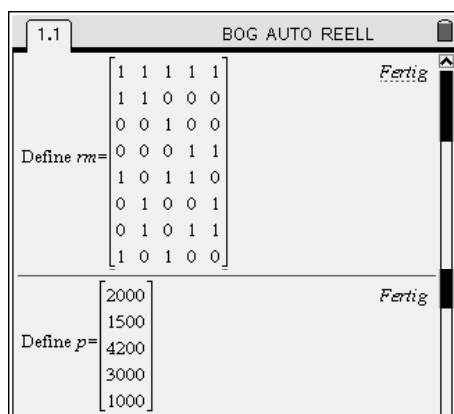 1.1 BOG AUTO REELL
1 1 1 1 1 Fertig
1 1 0 0 0
0 0 1 0 0
Define rm= 0 0 0 1 1
1 0 1 1 0
0 1 0 0 1
0 1 0 1 1
1 0 1 0 0
2000 Fertig
1500
Define p= 4200
3000
1000